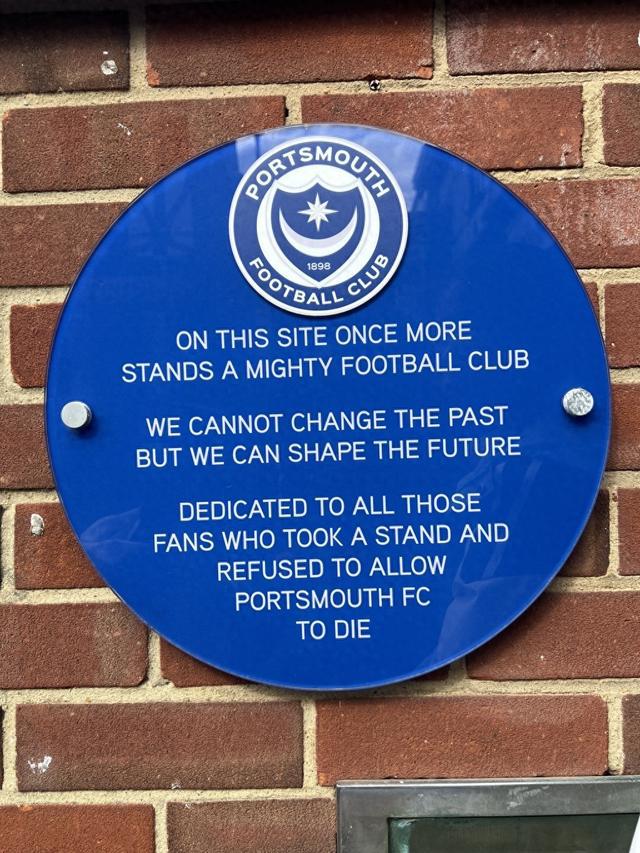 PORTSMOUTH
1898
FOOTBALL CLUB
ON THIS SITE ONCE MORE
STANDS A MIGHTY FOOTBALL CLUB
WE CANNOT CHANGE THE PAST
BUT WE CAN SHAPE THE FUTURE
DEDICATED TO ALL THOSE
FANS WHO TOOK A STAND AND
REFUSED TO ALLOW
PORTSMOUTH FC
TO DIE